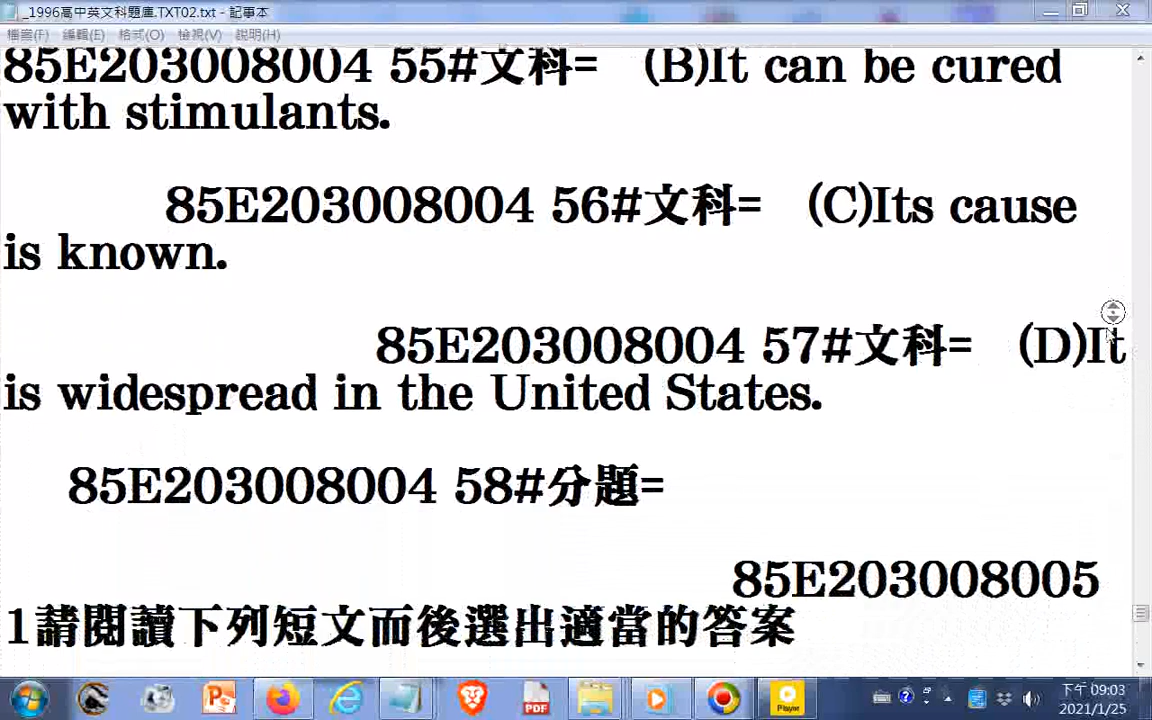 _1996高中英文科題庫.TXT02.txt - 記事本
檔案(F) 編輯(E) 格式(O) 檢視(V) 說明(H)
85E203008004 55#文科= (B)It can be cured
with stimulants.
85E203008004 56#文科= (C)Its cause
is known.
85E203008004 57#文科= (D)It
is widespread in the United States.
85E203008004 58#分題=
85E203008005
1請閱讀下列短文而後選出適當的答案
PDF
Player
下午 09:03
2021/1/25